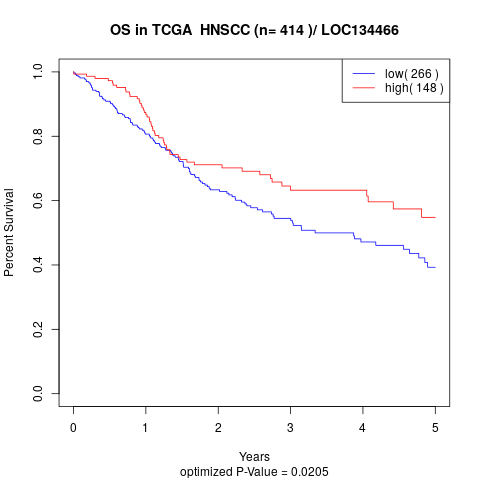 OS in TCGA  HNSCC (n= 414 )/ LOC134466
low( 266 )
high( 148 )
Percent Survival
1.0
0.8
0.6
0.4
0.2
0.0
0 1 2 3 4 5
Years
optimized P-Value = 0.0205